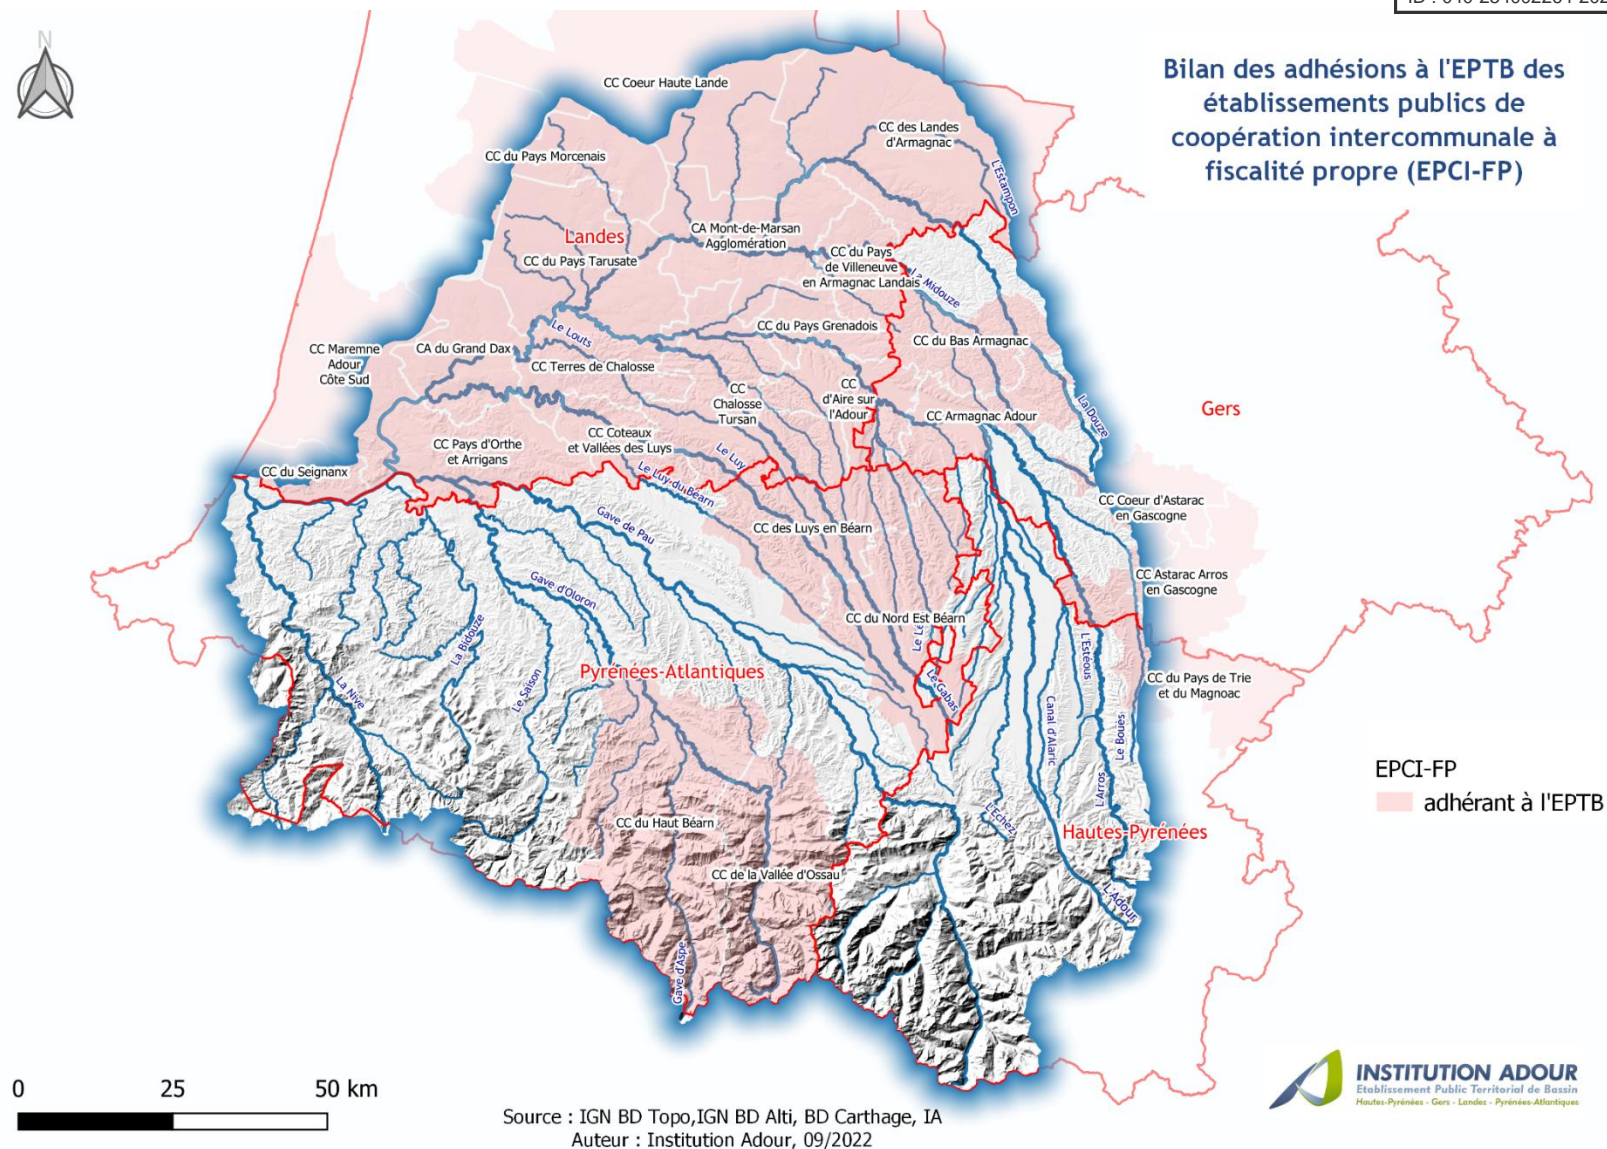 N
Bilan des adhésions à l'EPTB des
établissements publics de
coopération intercommunale à
fiscalité propre (EPCI-FP)
CC Coeur Haute Lande
CC des Landes
d'Armagnac
CC du Pays Morcenais
L'Estampon
CA Mont-de-Marsan
Agglomération
Landes
CC du Pays Tarusate
CC du Pays
de Villeneuve
en Armagnac Landais
La Midouze
Le Louts
CC du Pays Grenadois
CC du Bas Armagnac
CC Maremne
Adour
Côte Sud
CA du Grand Dax
CC Terres de Chalosse
CC
Chalosse
Tursan
CC
d'Aire sur
l'Adour
CC Armagnac Adour
La Douze
Gers
CC Pays d'Orthe
et Arrigans
CC Coteaux
et Vallées des Luys
Le Luy
CC du Seignanx
Le Luy du Béarn
Gave de Pau
CC des Luys en Béarn
CC Coeur d'Astarac
en Gascogne
CC Astarac Arros
en Gascogne
Gave d'Oloron
La Bidouze
CC du Nord Est Béarn
L'Estéous
Pyrénées-Atlantiques
Le Saison
La Nive
Le Gabas
CC du Pays de Trie
et du Magnoac
Canal d'Alaric
Le Bouès
L'Arros
EPCI-FP
adhérant à l'EPTB
CC du Haut Béarn
L'Echez
Hautes-Pyrénées
CC de la Vallée d'Ossau
L'Adour
Gave d'Aspe
0 25 50 km
Source : IGN BD Topo,IGN BD Alti, BD Carthage, IA
Auteur : Institution Adour, 09/2022
INSTITUTION ADOUR
Etablissement Public Territorial de Bassin
Hautes-Pyrénées - Gers - Landes - Pyrénées-Atlantiques